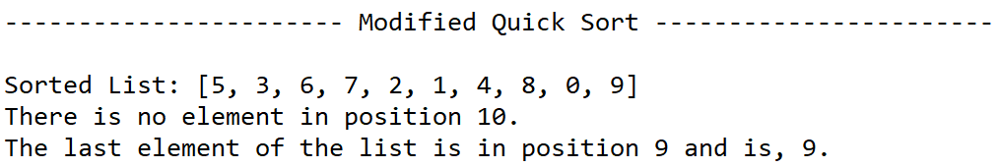 ----------------------- Modified Quick Sort -----------------------
Sorted List: [5, 3, 6, 7, 2, 1, 4, 8, 0, 9]
There is no element in position 10.
The last element of the list is in position 9 and is, 9.